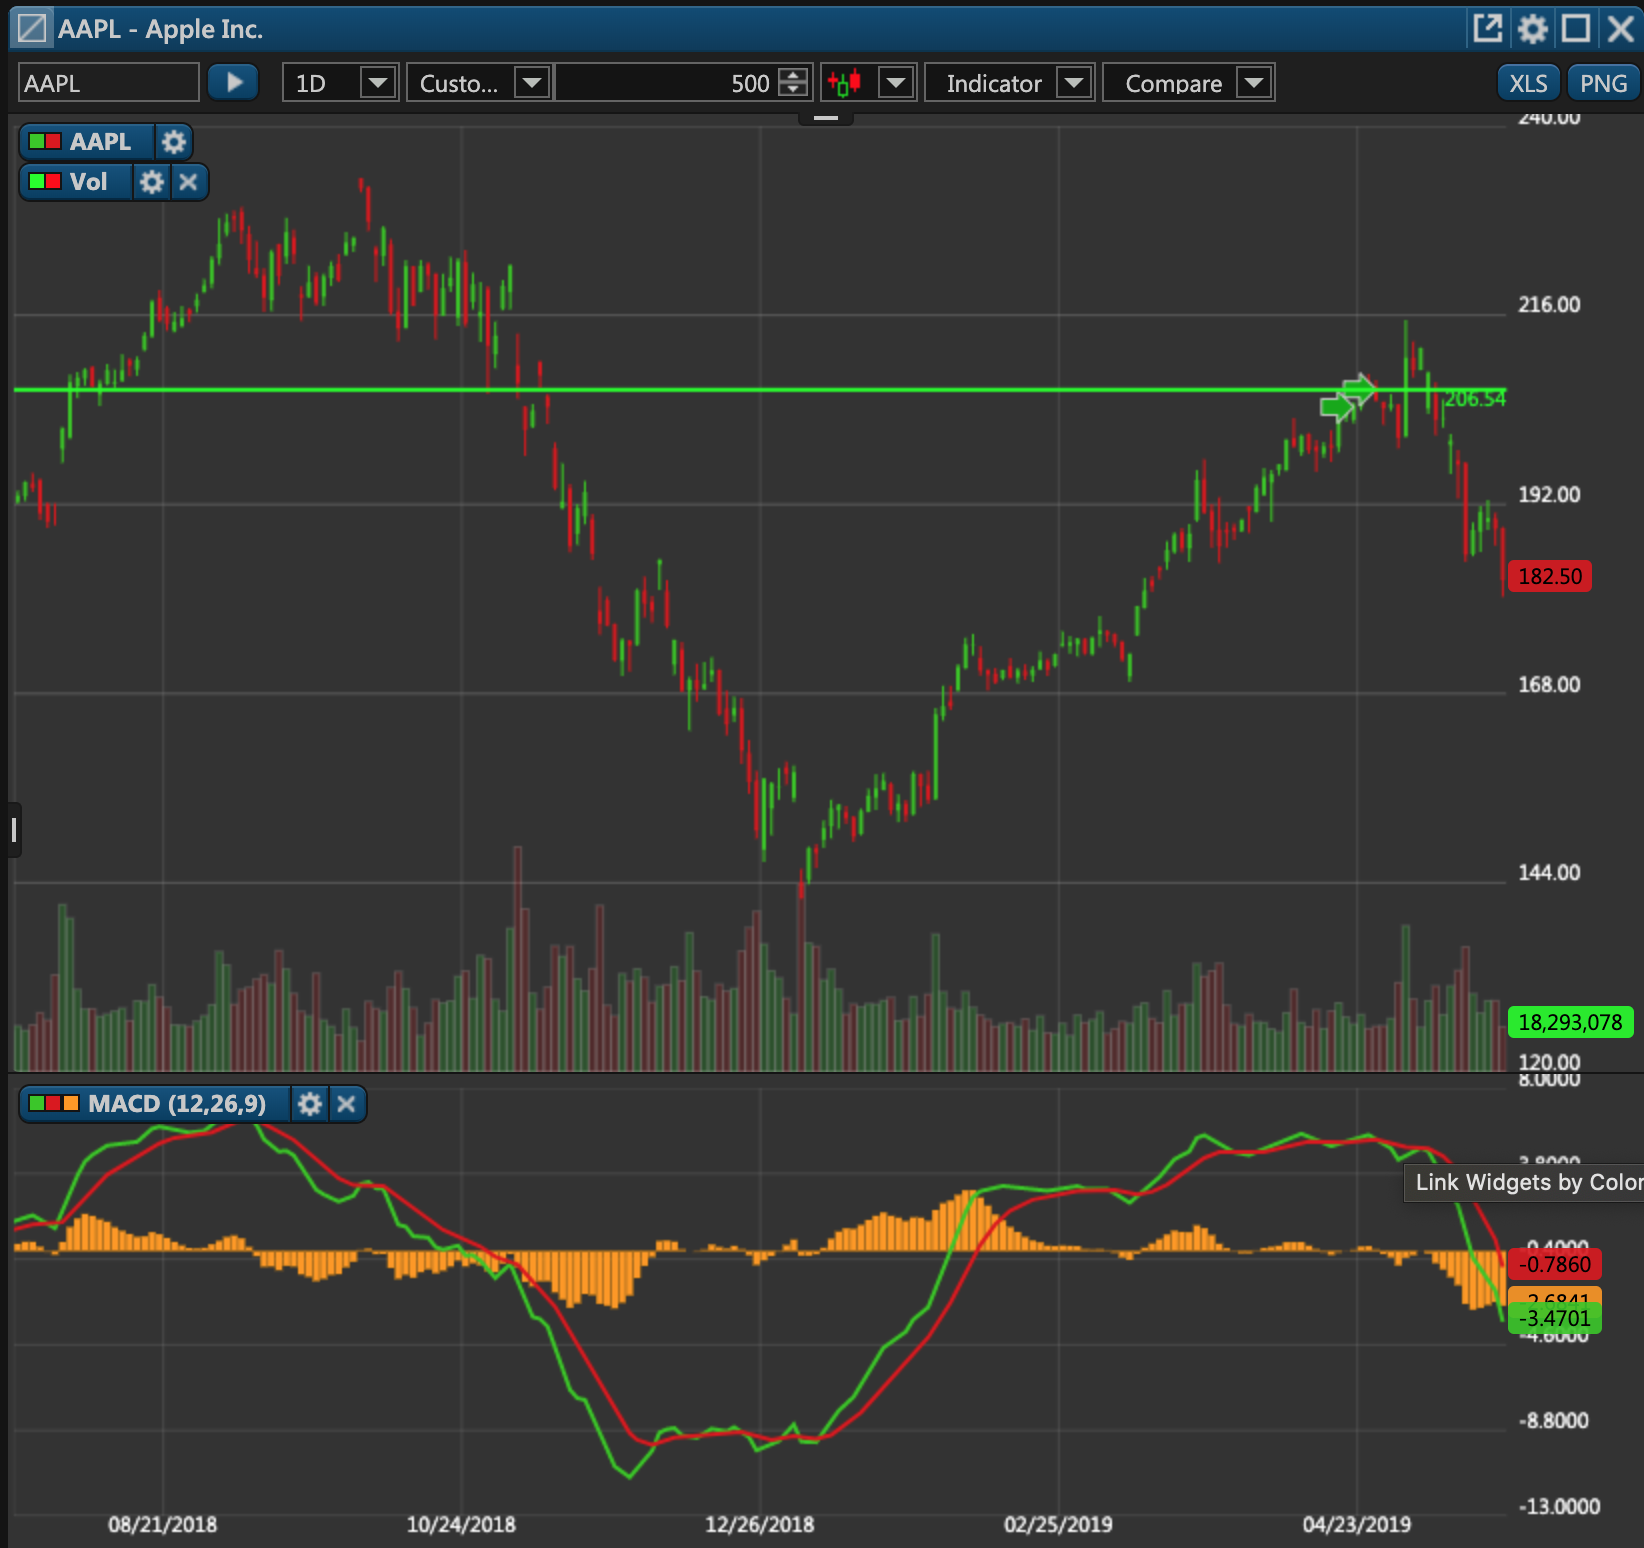 AAPL - Apple Inc.
AAPL 1D Custo... 500 Indicator Compare XLS PNG
AAPL
Vol
240.00
216.00
206.54
192.00
182.50
168.00
144.00
18,293,078
120.00
8.0000
MACD (12,26,9)
3.8000
Link Widgets by Color
-0.4000
-0.7860
-2.6841
-3.4701
-4.6000
-8.8000
-13.0000
08/21/2018 10/24/2018 12/26/2018 02/25/2019 04/23/2019